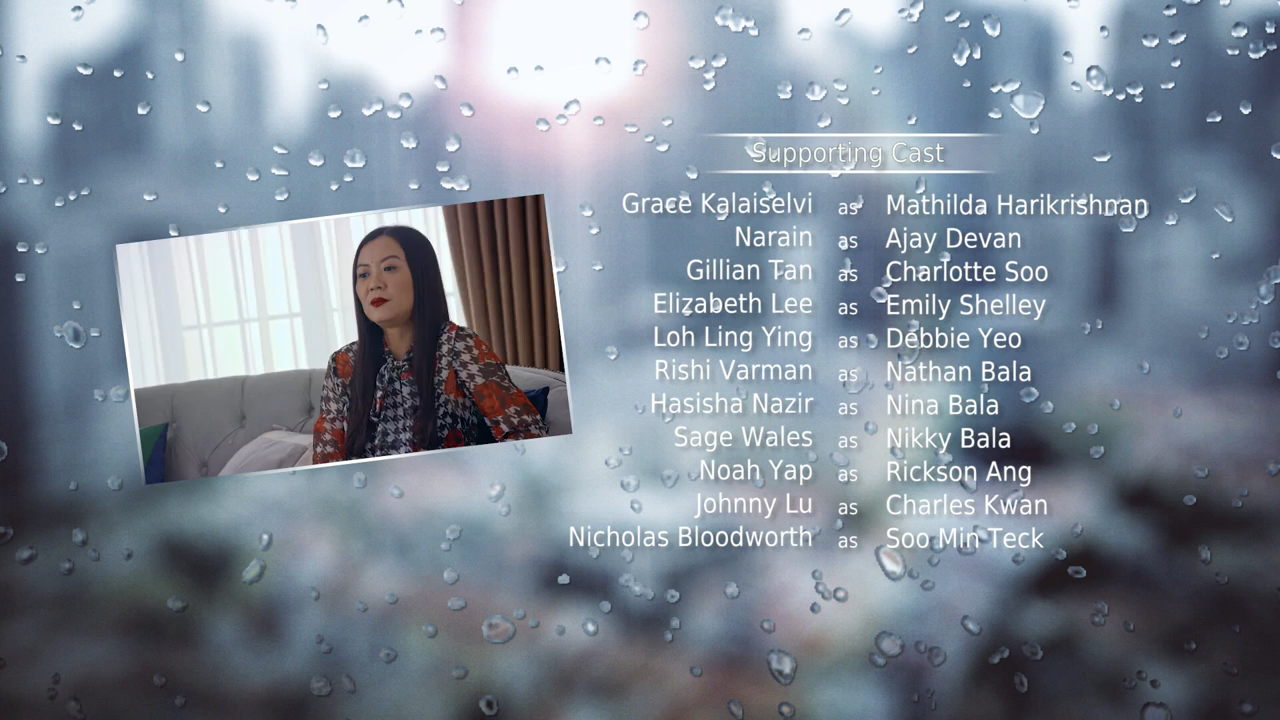 Supporting Cast
Grace Kalaiselvi as Mathilda Harikrishnan
Narain as Ajay Devan
Gillian Tan as Charlotte Soo
Elizabeth Lee as Emily Shelley
Loh Ling Ying as Debbie Yeo
Rishi Varman as Nathan Bala
Hasisha Nazir as Nina Bala
Sage Wales as Nikky Bala
Noah Yap as Rickson Ang
Johnny Lu as Charles Kwan
Nicholas Bloodworth as Soo Min Teck